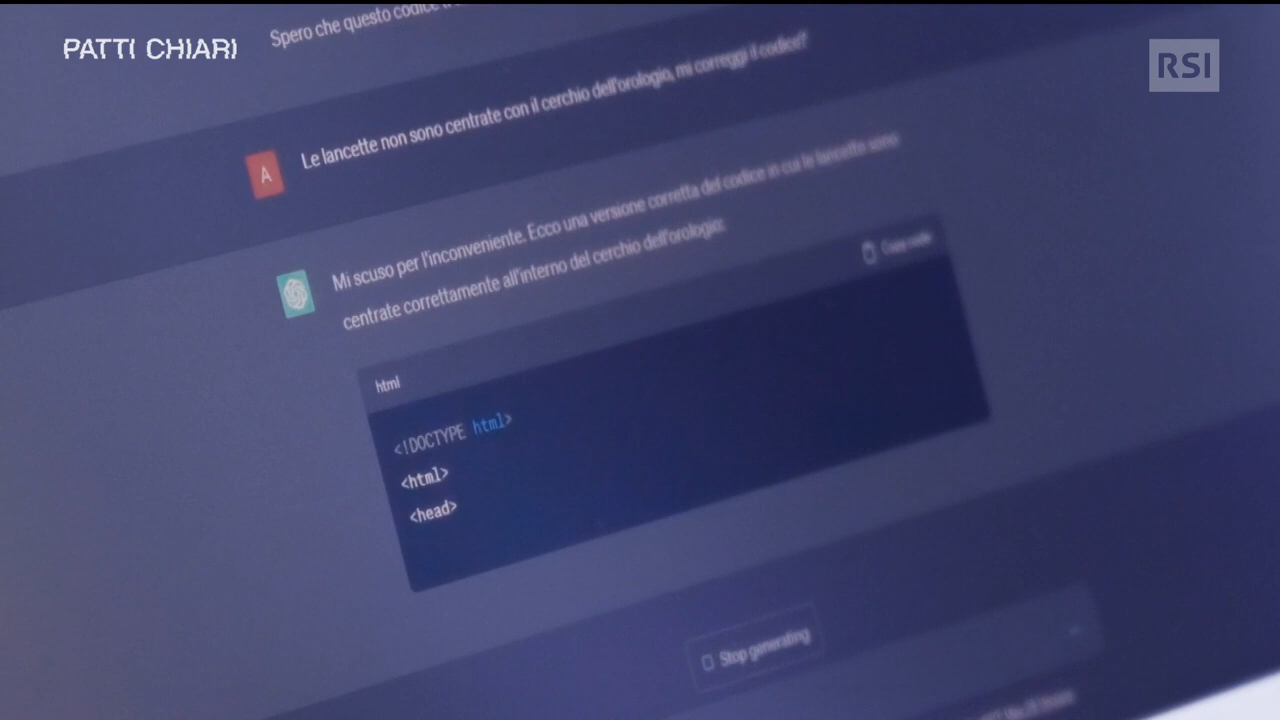 PATTI CHIARI
RSI
Spero che questo codice
Le lancette non sono centrate con il cerchio dell'orologio, mi correggi il codice?
A
Mi scuso per l'inconveniente. Ecco una versione corretta del codice in cui le lancette sono
centrate correttamente all'interno del cerchio dell'orologio:
Copy code
html
<!DOCTYPE html>
<html>
<head>
Stop generating